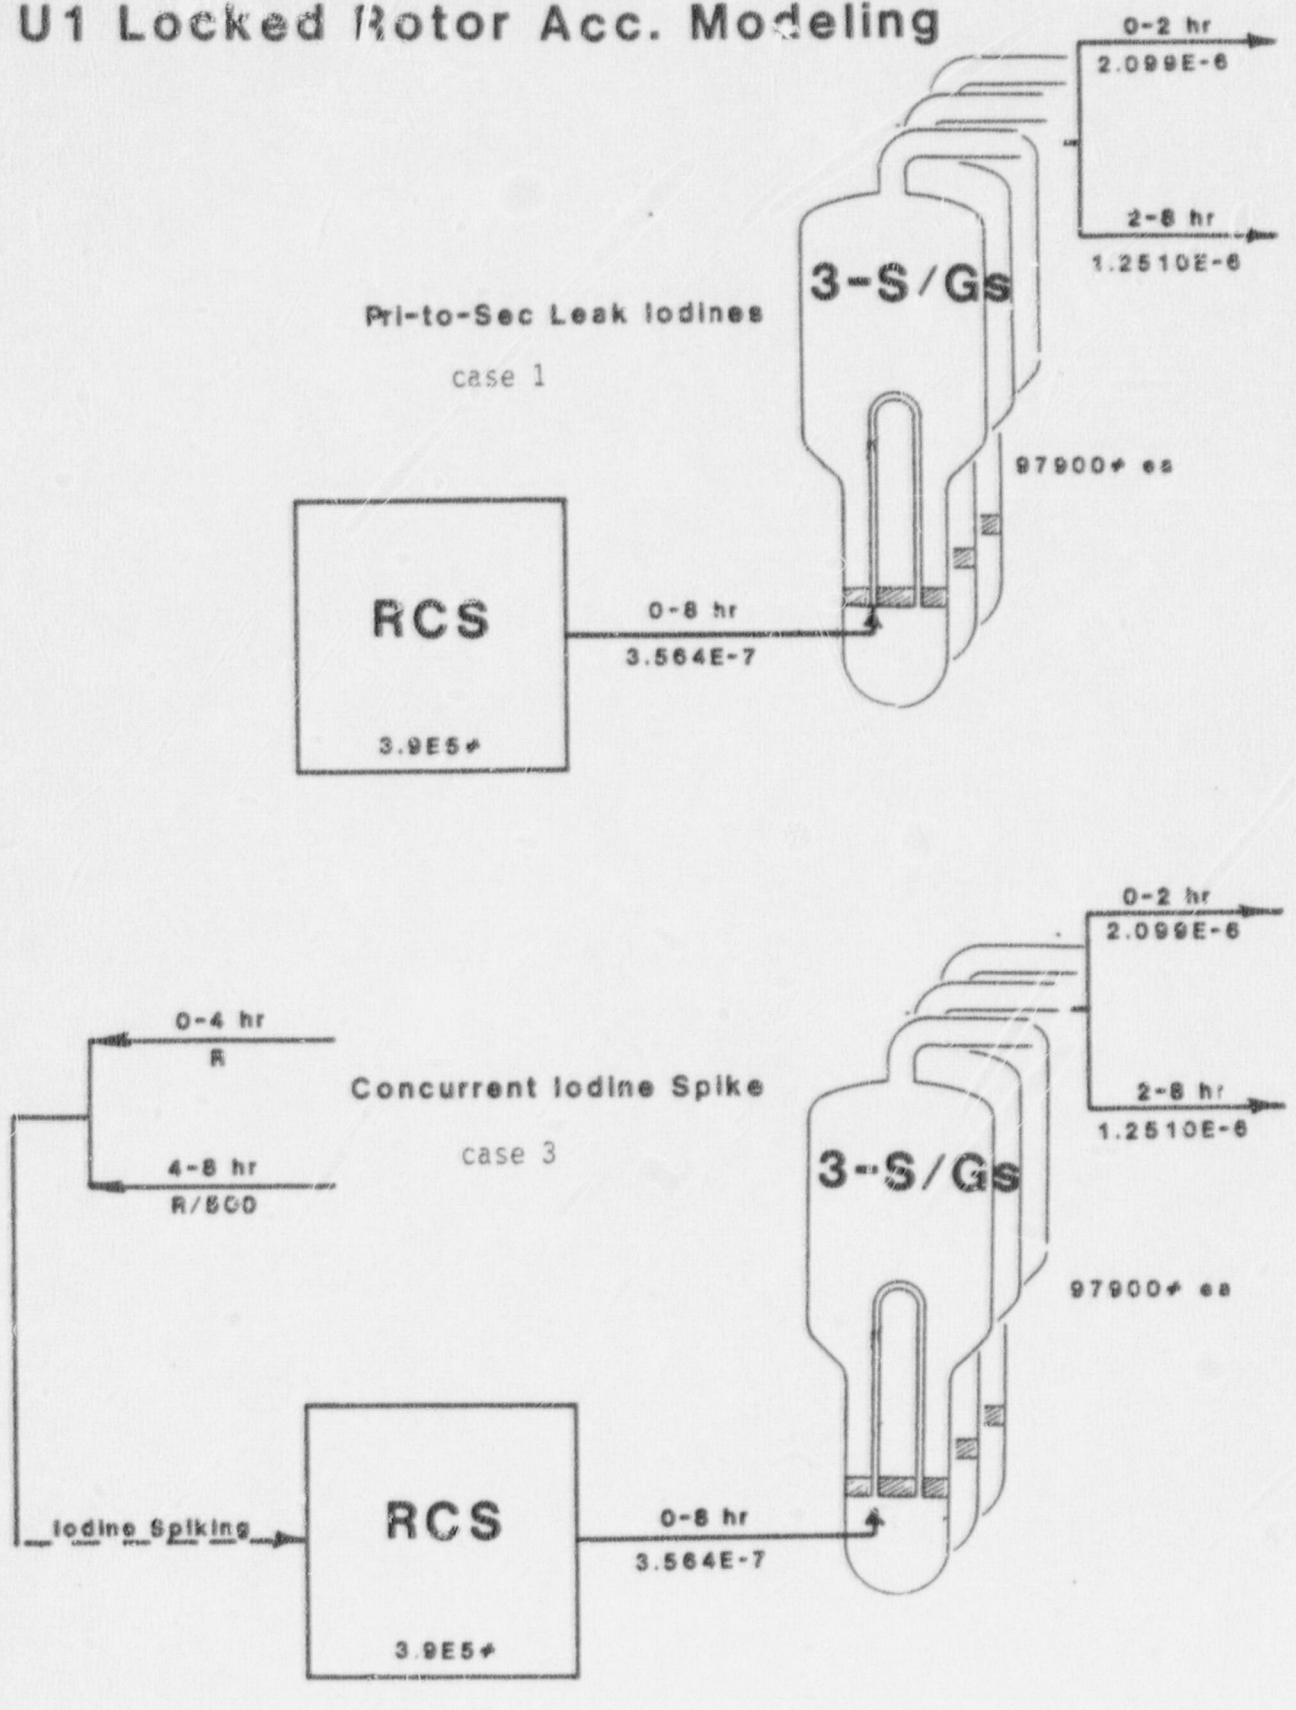 U1 Locked Rotor Acc. Modeling
0-2 hr
2.099E-6
2-8 hr
1.2510E-6
3-S/Gs
Pri-to-Sec Leak Iodines
case 1
97900# ea
RCS
0-8 hr
3.564E-7
3.9E5#
0-2 hr
2.099E-6
0-4 hr
R
Concurrent Iodine Spike
2-8 hr
1.2510E-6
case 3
3-S/Gs
4-8 hr
R/500
97900# ea
Iodine Spiking
RCS
0-8 hr
3.564E-7
3.9E5#